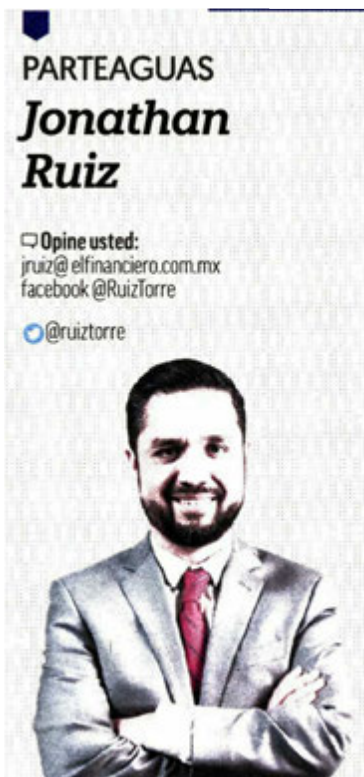 PARTEAGUAS
Jonathan
Ruiz
Opine usted:
jruiz@elfinanciero.com.mx
facebook @RuizTorre
@ruiztorre